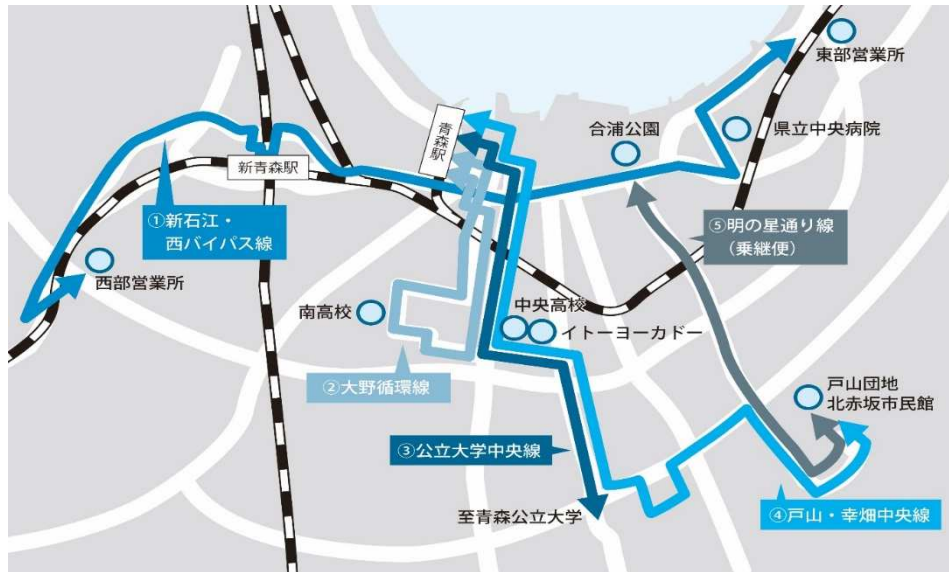 東部営業所
合浦公園
県立中央病院
青森駅
新青森駅
①新石江・
西バイパス線
⑤明の星通り線
(乗継便)
西部営業所
南高校
中央高校
イトーヨーカドー
②大野循環線
戸山団地
北赤坂市民館
③公立大学中央線
至青森公立大学
④戸山・幸畑中央線